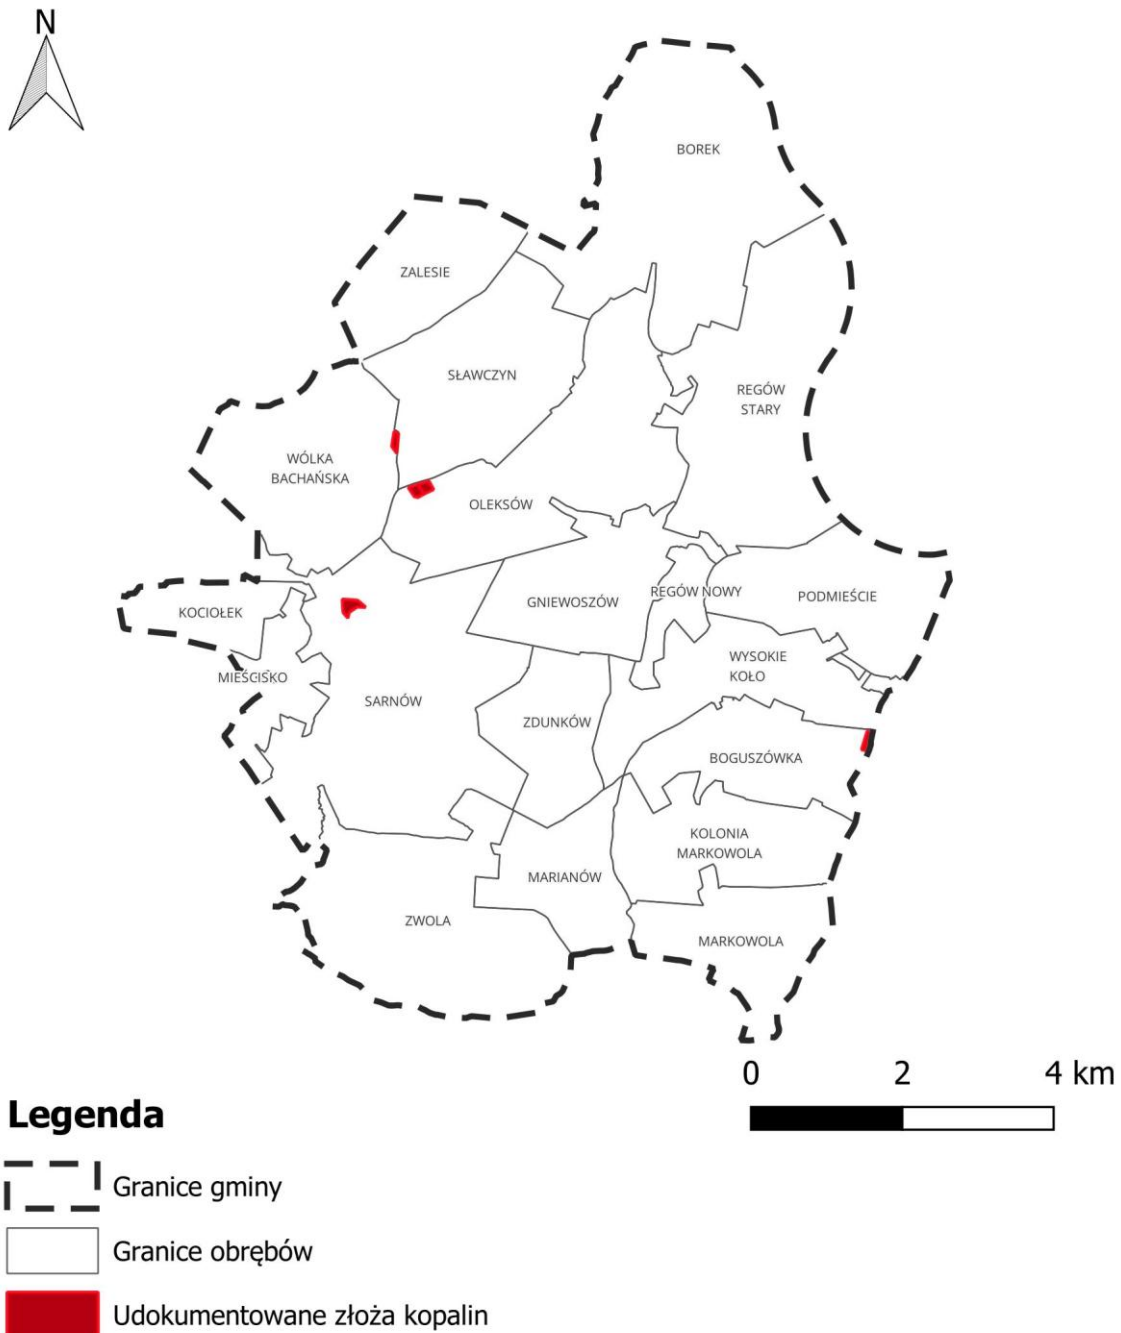 N
BOREK
ZALESIE
SŁAWCZYN
REGÓW
STARY
WÓLKA
BACHAŃSKA
OLEKSÓW
KOCIOŁEK
GNIEWOSZÓW
REGÓW NOWY
PODMIEŚCIE
MIEŚCISKO
WYSOKIE
KOŁO
SARNÓW
ZDUNKÓW
BOGUSZÓWKA
KOLONIA
MARKOWOLA
MARIANÓW
ZWOLA
MARKOWOLA
0 2 4 km
Legenda
Granice gminy
Granice obrębów
Udokumentowane złoża kopalin